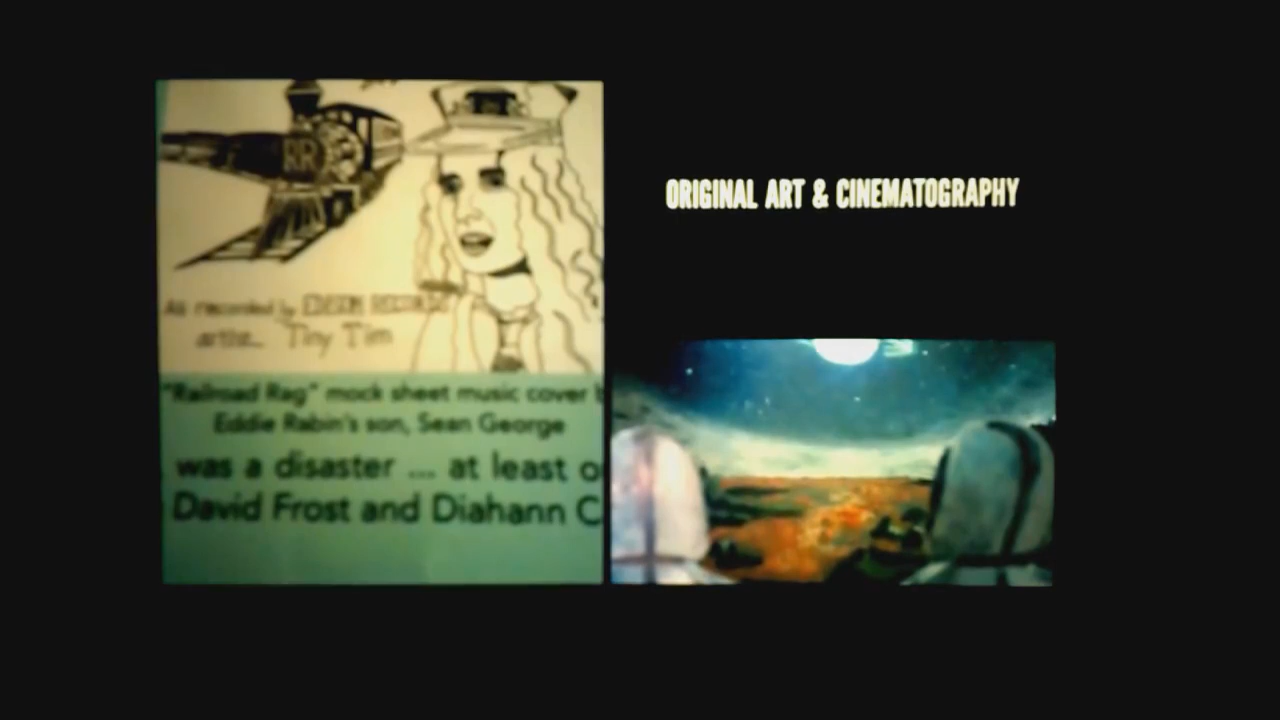 RR
As recorded by EDISON RECORDS
artist Tiny Tim
"Railroad Rag" mock sheet music cover b
Eddie Rabin's son, Sean George
was a disaster ... at least o
David Frost and Diahann C
ORIGINAL ART & CINEMATOGRAPHY